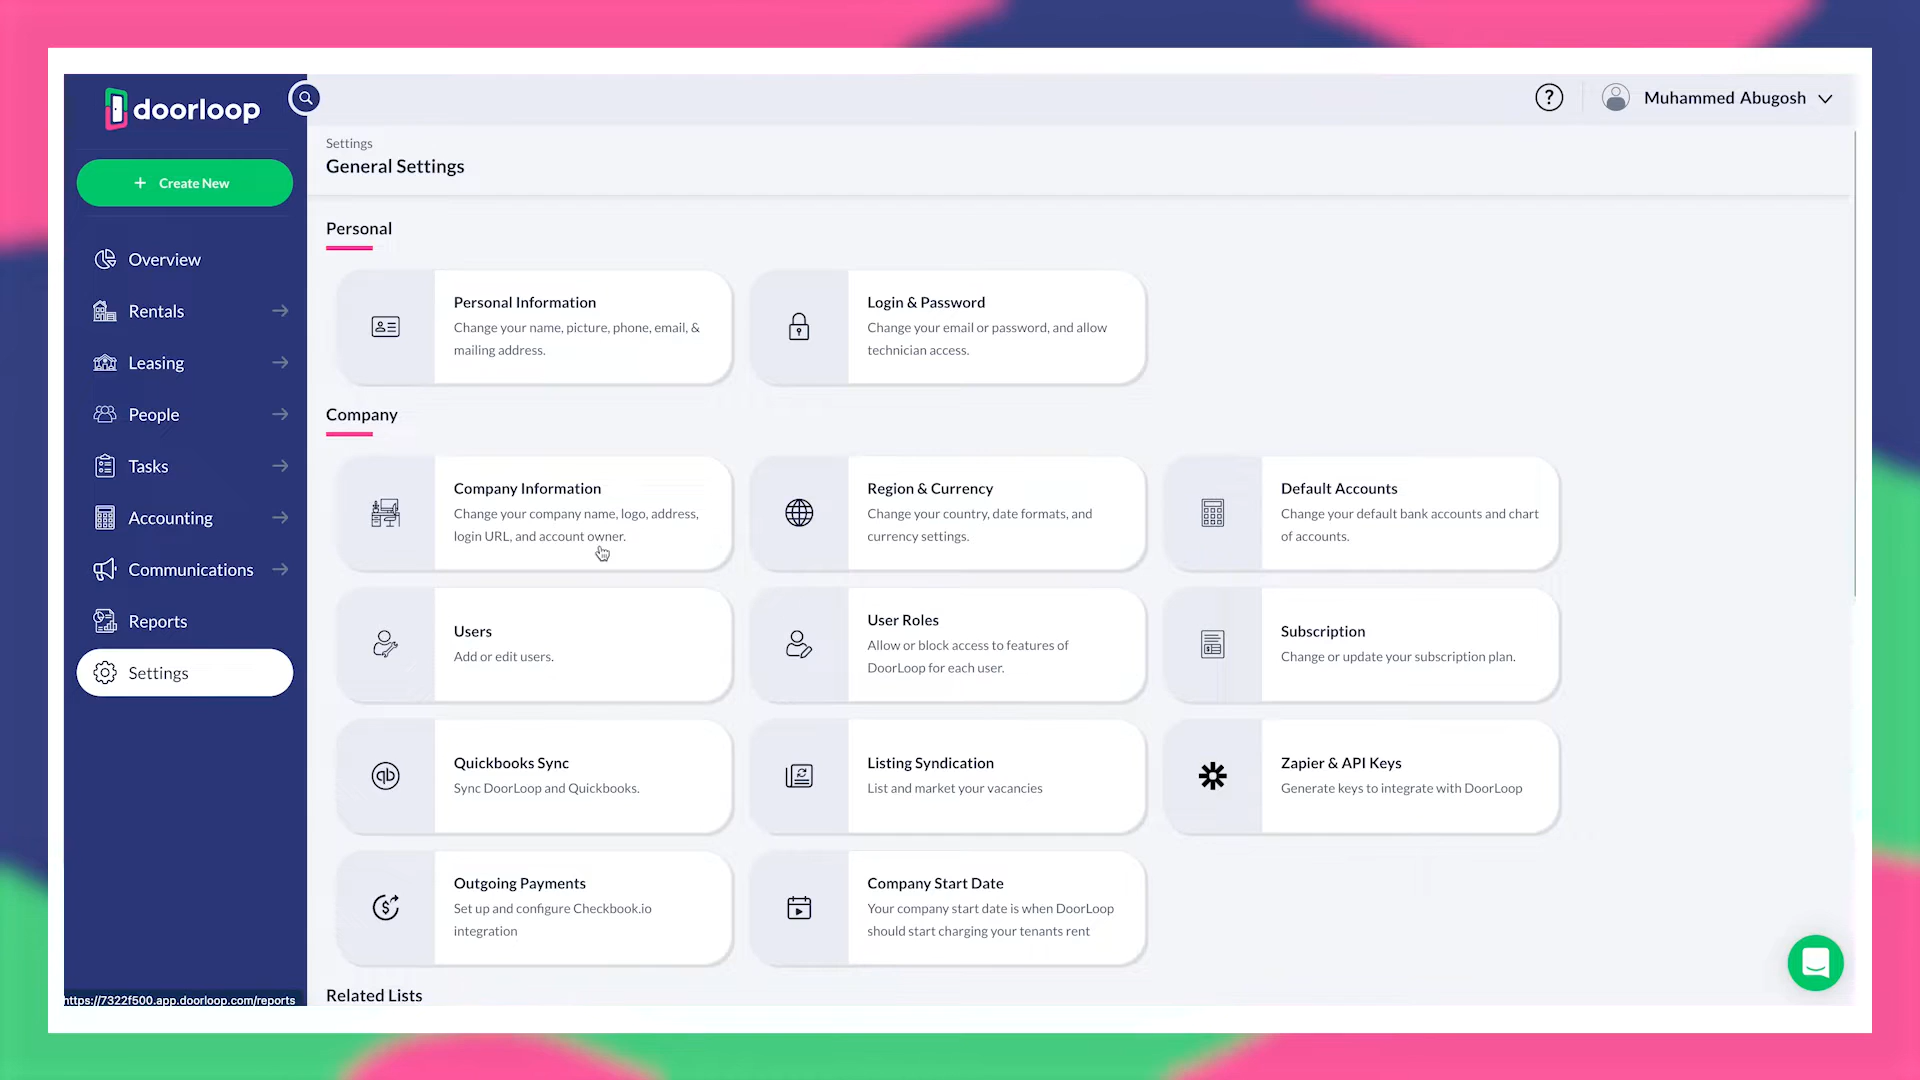 doorloop
Muhammed Abugosh
+ Create New
Settings
General Settings
Overview
Rentals
Leasing
People
Tasks
Accounting
Communications
Reports
Settings
Personal
Personal Information
Change your name, picture, phone, email, &
mailing address.
Login & Password
Change your email or password, and allow
technician access.
Company
Company Information
Change your company name, logo, address,
login URL, and account owner.
Region & Currency
Change your country, date formats, and
currency settings.
Default Accounts
Change your default bank accounts and chart
of accounts.
Users
Add or edit users.
User Roles
Allow or block access to features of
DoorLoop for each user.
Subscription
Change or update your subscription plan.
qb
Quickbooks Sync
Sync DoorLoop and Quickbooks.
Listing Syndication
List and market your vacancies
Zapier & API Keys
Generate keys to integrate with DoorLoop
Outgoing Payments
Set up and configure Checkbook.io
integration
Company Start Date
Your company start date is when DoorLoop
should start charging your tenants rent
Related Lists
https://7322f500.app.doorloop.com/reports